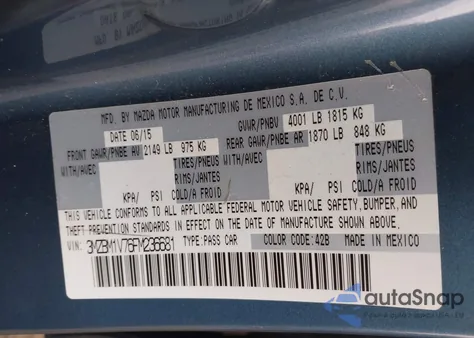 MFD. BY MAZDA MOTOR MANUFACTURING DE MEXICO S.A. DE C.V.
DATE 06/15 GVWR/PNBV 4001 LB 1815 KG
FRONT GAWR/PNBE AV 2149 LB 975 KG REAR GAWR/PNBE AR 1870 LB 848 KG
WITH/AVEC TIRES/PNEUS WITH/AVEC TIRES/PNEUS
RIMS/JANTES RIMS/JANTES
KPA/ PSI COLD/A FROID KPA/ PSI COLD/A FROID
THIS VEHICLE CONFORMS TO ALL APPLICABLE FEDERAL MOTOR VEHICLE SAFETY, BUMPER, AND
THEFT PREVENTION STANDARDS IN EFFECT ON THE DATE OF MANUFACTURE SHOWN ABOVE.
VIN: 3MZBM1V76FM236681 TYPE:PASS CAR COLOR CODE:42B MADE IN MEXICO
autoSnap